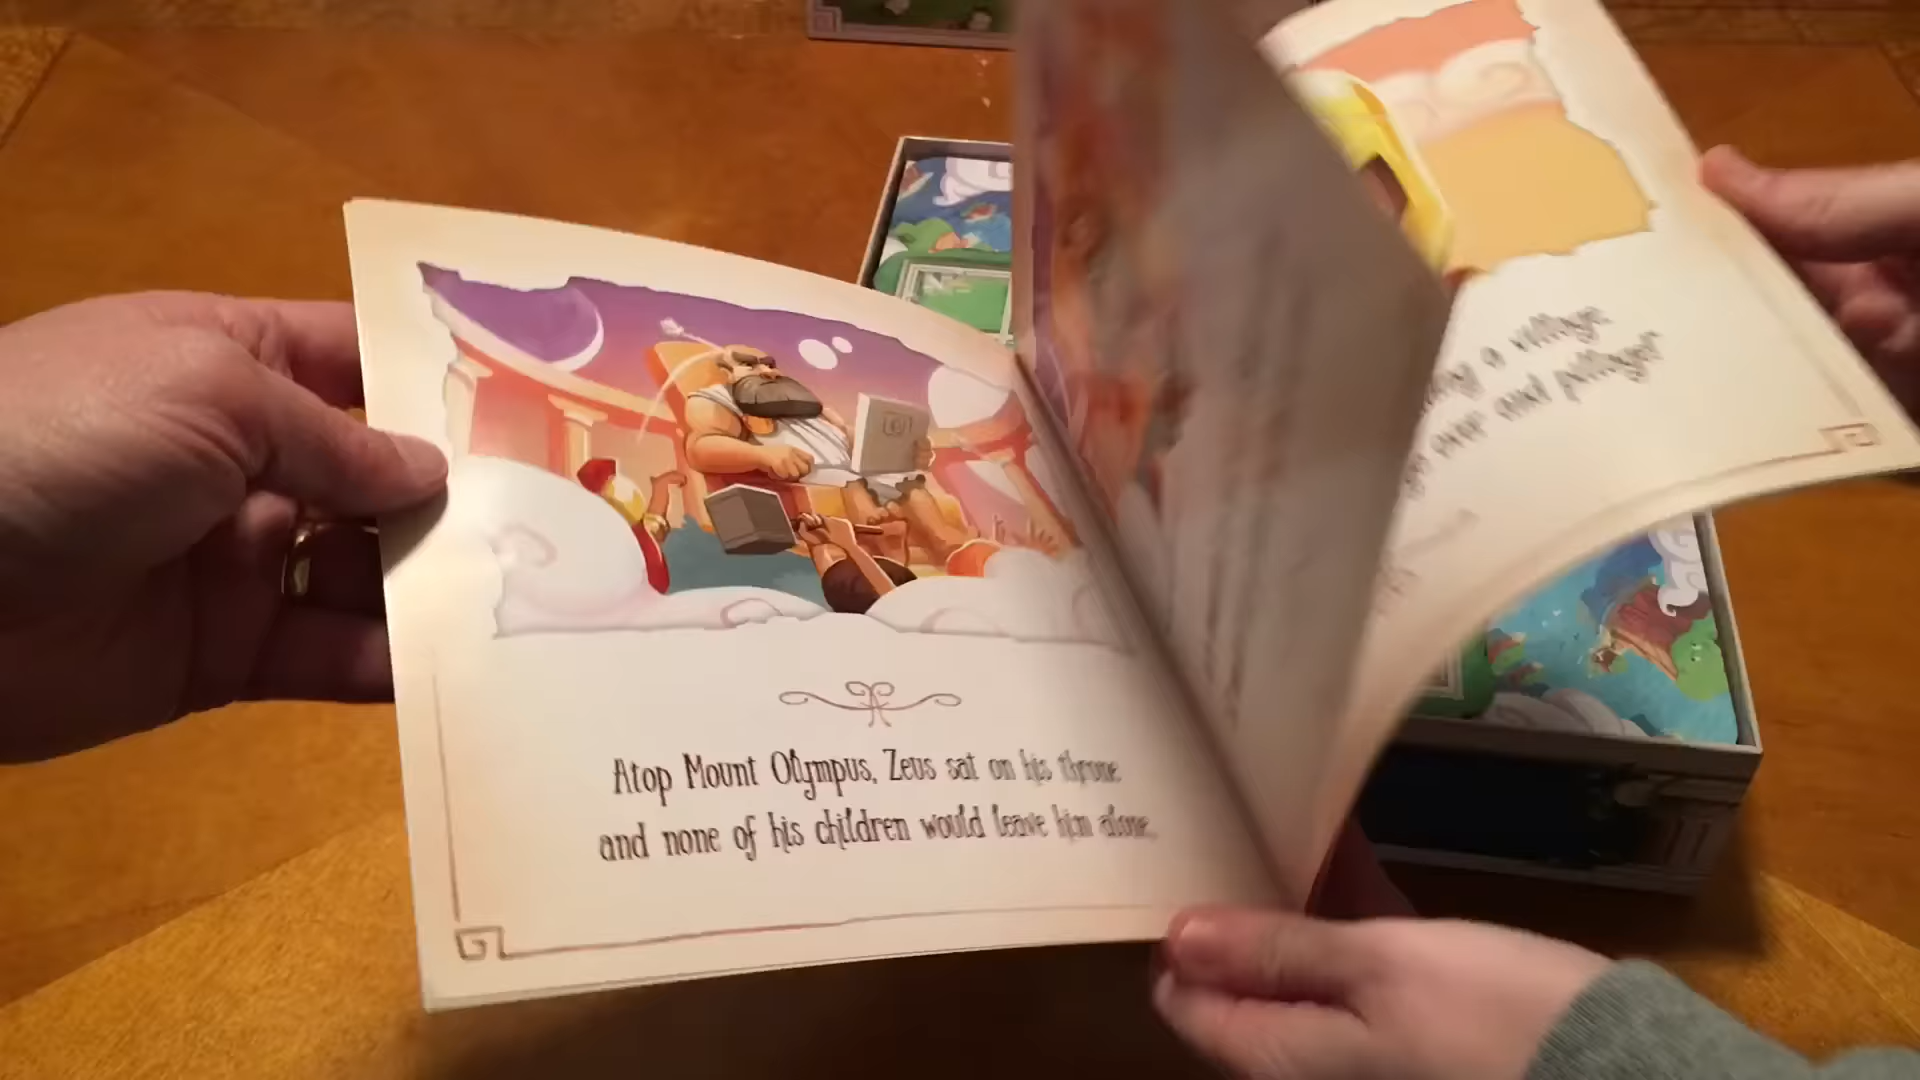 Atop Mount Olympus, Zeus sat on his throne
and none of his children would leave him alone.
a village
over and pillage